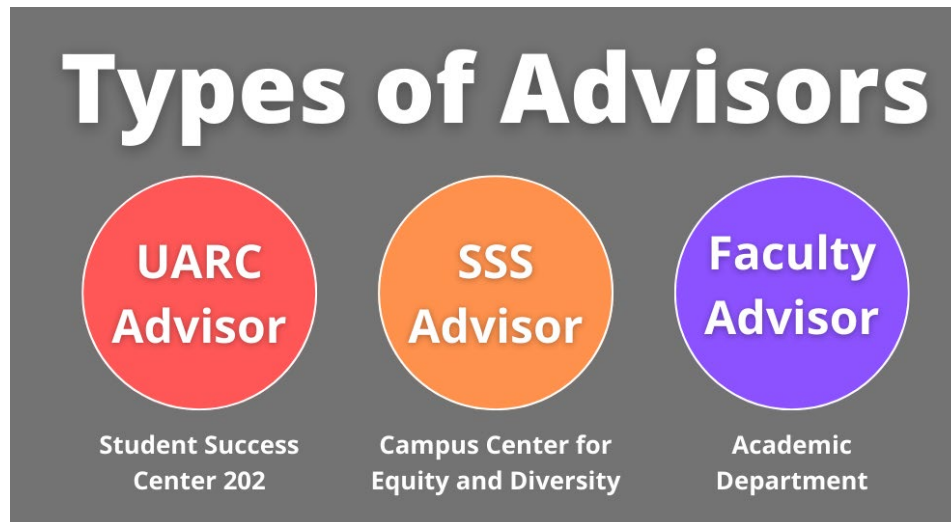 Types of Advisors
UARC
Advisor
Student Success
Center 202
SSS
Advisor
Campus Center for
Equity and Diversity
Faculty
Advisor
Academic
Department